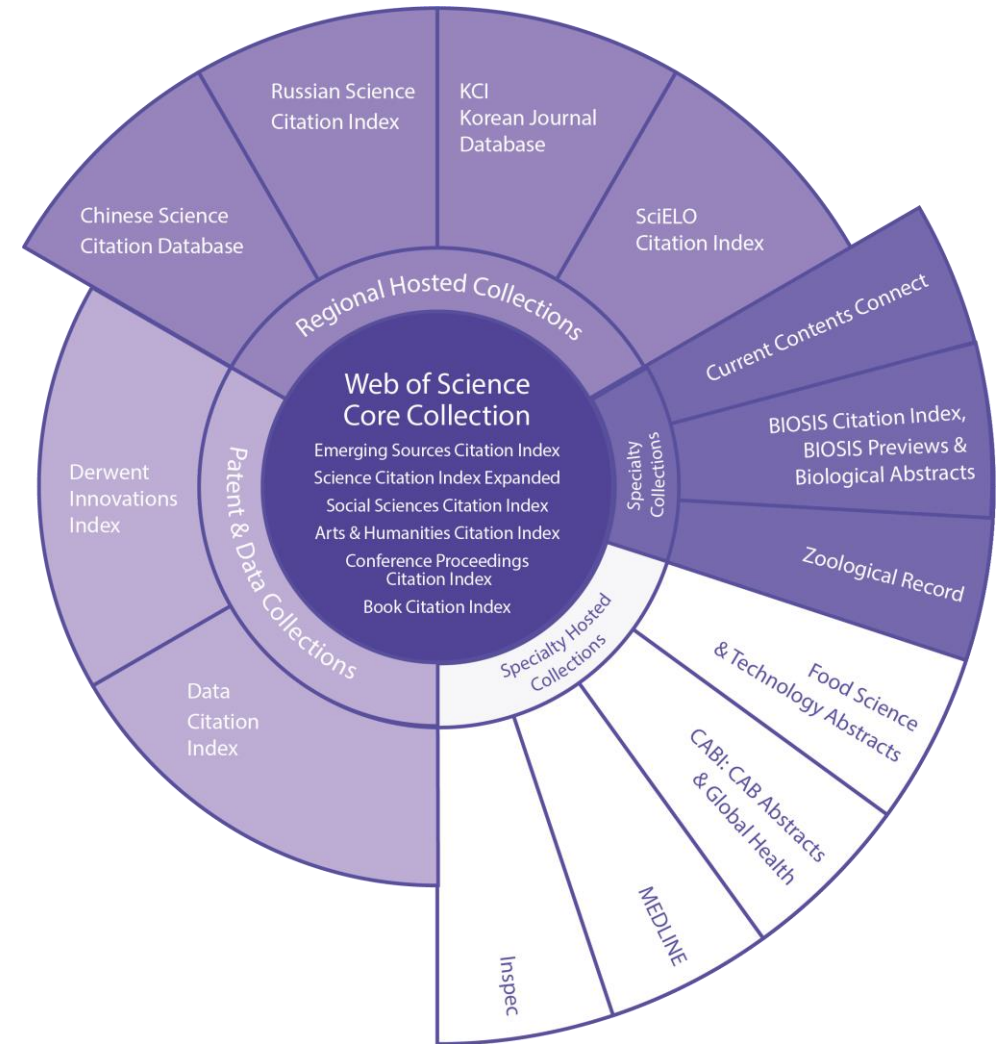 Web of Science
Core Collection
Emerging Sources Citation Index
Science Citation Index Expanded
Social Sciences Citation Index
Arts & Humanities Citation Index
Conference Proceedings
Citation Index
Book Citation Index
Regional Hosted Collections
Chinese Science
Citation Database
Russian Science
Citation Index
KCI
Korean Journal
Database
SciELO
Citation Index
Specialty
Collections
Current Contents Connect
BIOSIS Citation Index,
BIOSIS Previews &
Biological Abstracts
Zoological Record
Specialty Hosted
Collections
Food Science
& Technology Abstracts
CABI: CAB Abstracts
& Global Health
MEDLINE
Inspec
Patent & Data Collections
Derwent
Innovations
Index
Data
Citation
Index